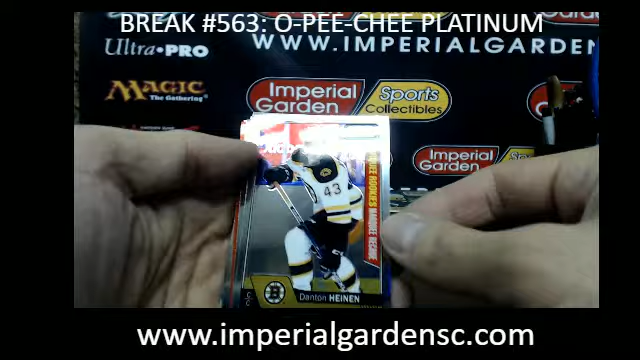 BREAK #563: O-PEE-CHEE PLATINUM
Ultra•PRO
WWW.IMPERIALGARDEN
MAGIC
The Gathering
Imperial
Garden
Sports
Collectibles
Imperial
Garden
43
MARQUEE ROOKIE
B
Danton HEINEN
www.imperialgardensc.com